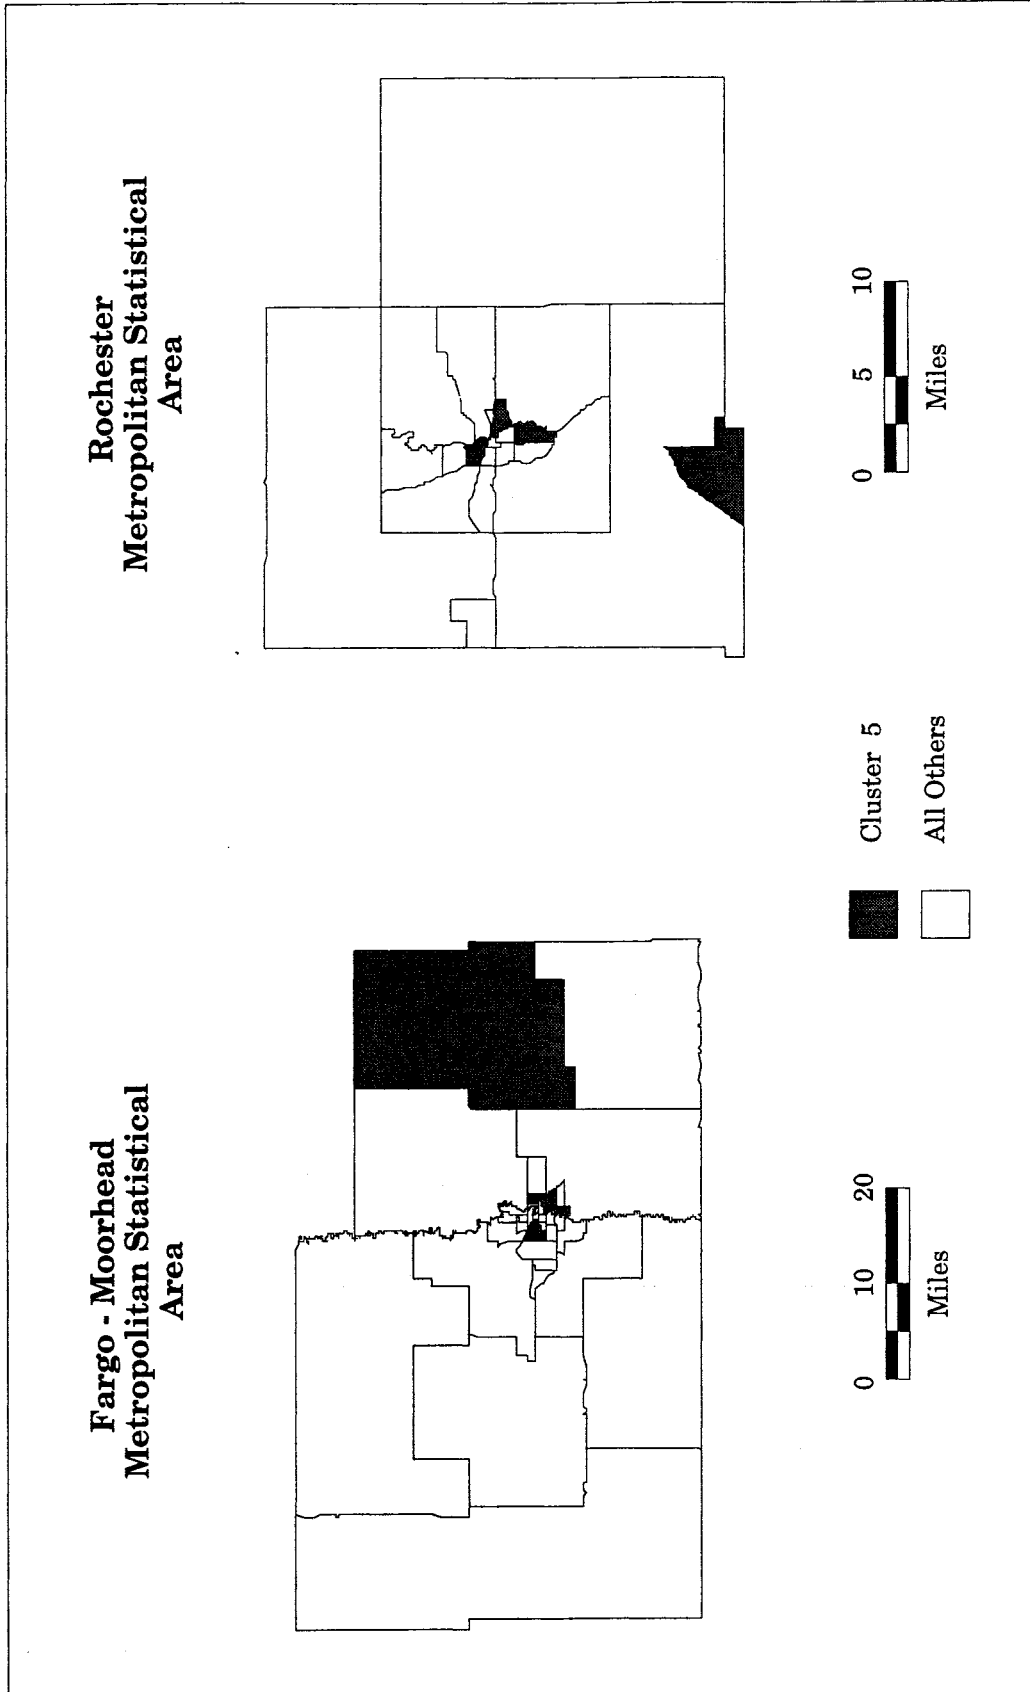 Fargo - Moorhead
Metropolitan Statistical
Area
Rochester
Metropolitan Statistical
Area
0 10 20
Miles
Cluster 5
All Others
0 5 10
Miles